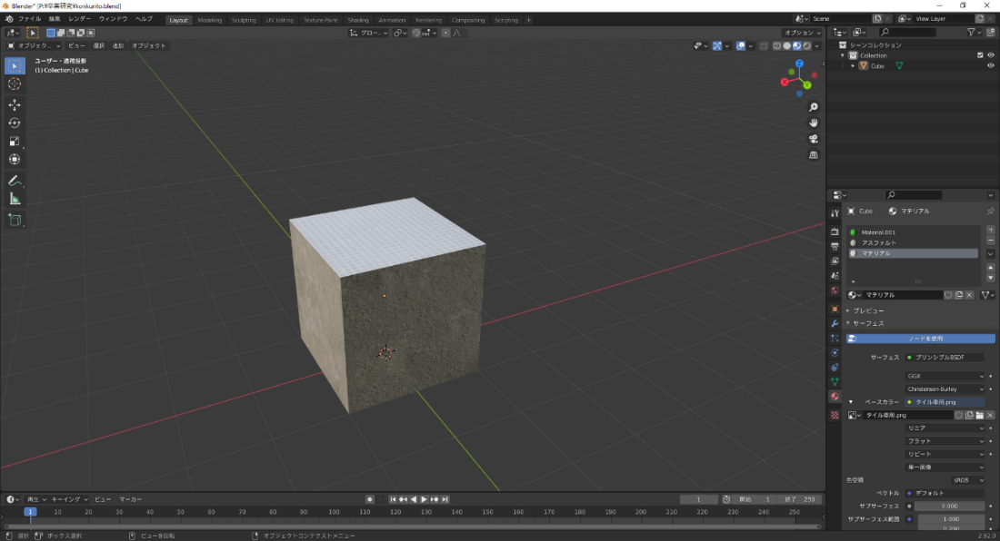 Blender* [P:¥卒業研究¥konkurito.blend]
ファイル 編集 レンダー ウィンドウ ヘルプ Layout Modeling Sculpting UV Editing Texture Paint Shading Animation Rendering Compositing Scripting + Scene View Layer
グロー... オプション
オブジェク... ビュー 選択 追加 オブジェクト
ユーザー・透視投影
(1) Collection | Cube
Z
X
Y
シーンコレクション
Collection
Cube
Cube マテリアル
Material.001
アスファルト
マテリアル
マテリアル
プレビュー
サーフェス
ノードを使用
サーフェス プリンシプルBSDF
GGX
Christensen-Burley
ベースカラー タイル車用.png
タイル車用.png
リニア
フラット
リピート
単一画像
色空間 sRGB
ベクトル デフォルト
サブサーフェス 0.000
サブサーフェス範囲 1.000
0.200
再生 キーイング ビュー マーカー 1 開始 1 終了 250
1 10 20 30 40 50 60 70 80 90 100 110 120 130 140 150 160 170 180 190 200 210 220 230 240 250
選択 ボックス選択 ビューを回転 オブジェクトコンテクストメニュー 2.92.0